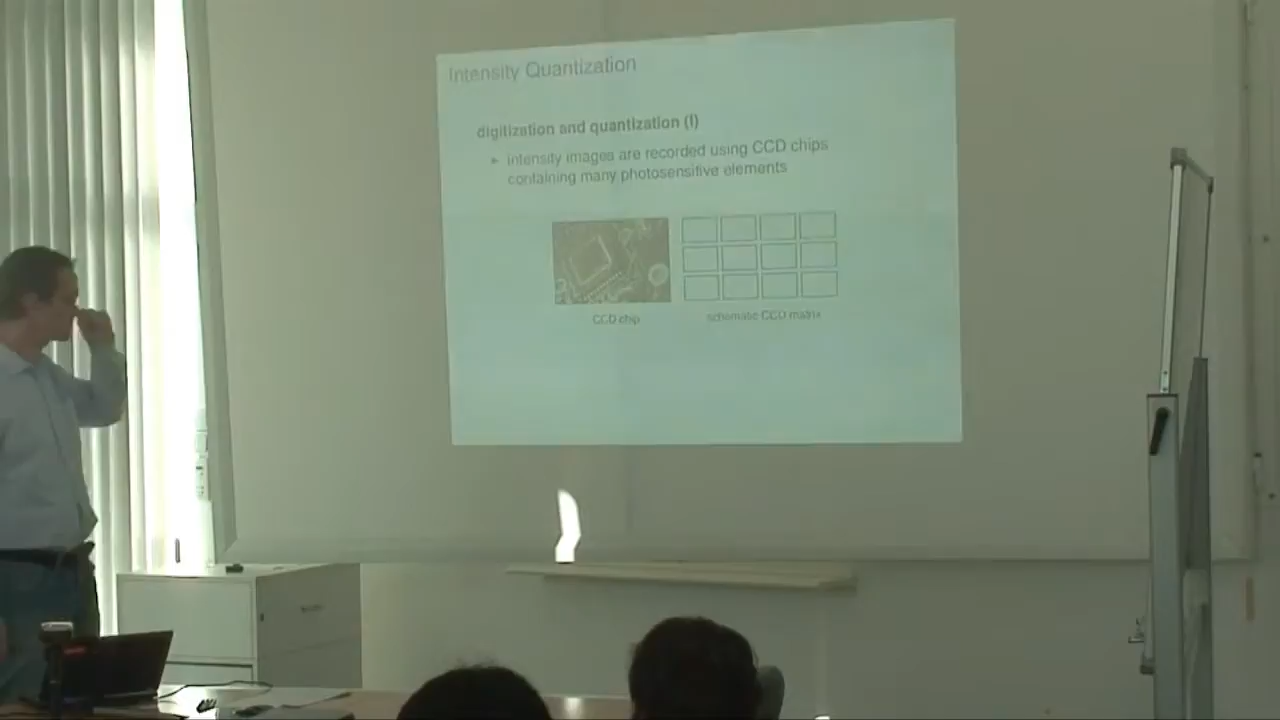 Intensity Quantization
digitization and quantization (I)
► intensity images are recorded using CCD chips
containing many photosensitive elements
CCD chip
schematic CCD matrix